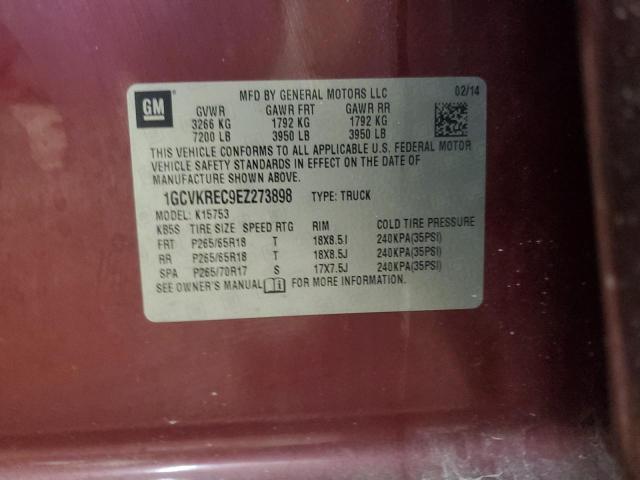 GM
MFD BY GENERAL MOTORS LLC 02/14
GVWR GAWR FRT GAWR RR
3266 KG 1792 KG 1792 KG
7200 LB 3950 LB 3950 LB
THIS VEHICLE CONFORMS TO ALL APPLICABLE U.S. FEDERAL MOTOR
VEHICLE SAFETY STANDARDS IN EFFECT ON THE DATE OF
MANUFACTURE SHOWN ABOVE.
1GCVKREC9EZ273898 TYPE: TRUCK
MODEL: K15753
KB5S TIRE SIZE SPEED RTG RIM COLD TIRE PRESSURE
FRT P265/65R18 T 18X8.5J 240KPA(35PSI)
RR P265/65R18 T 18X8.5J 240KPA(35PSI)
SPA P265/70R17 S 17X7.5J 240KPA(35PSI)
SEE OWNER'S MANUAL FOR MORE INFORMATION.